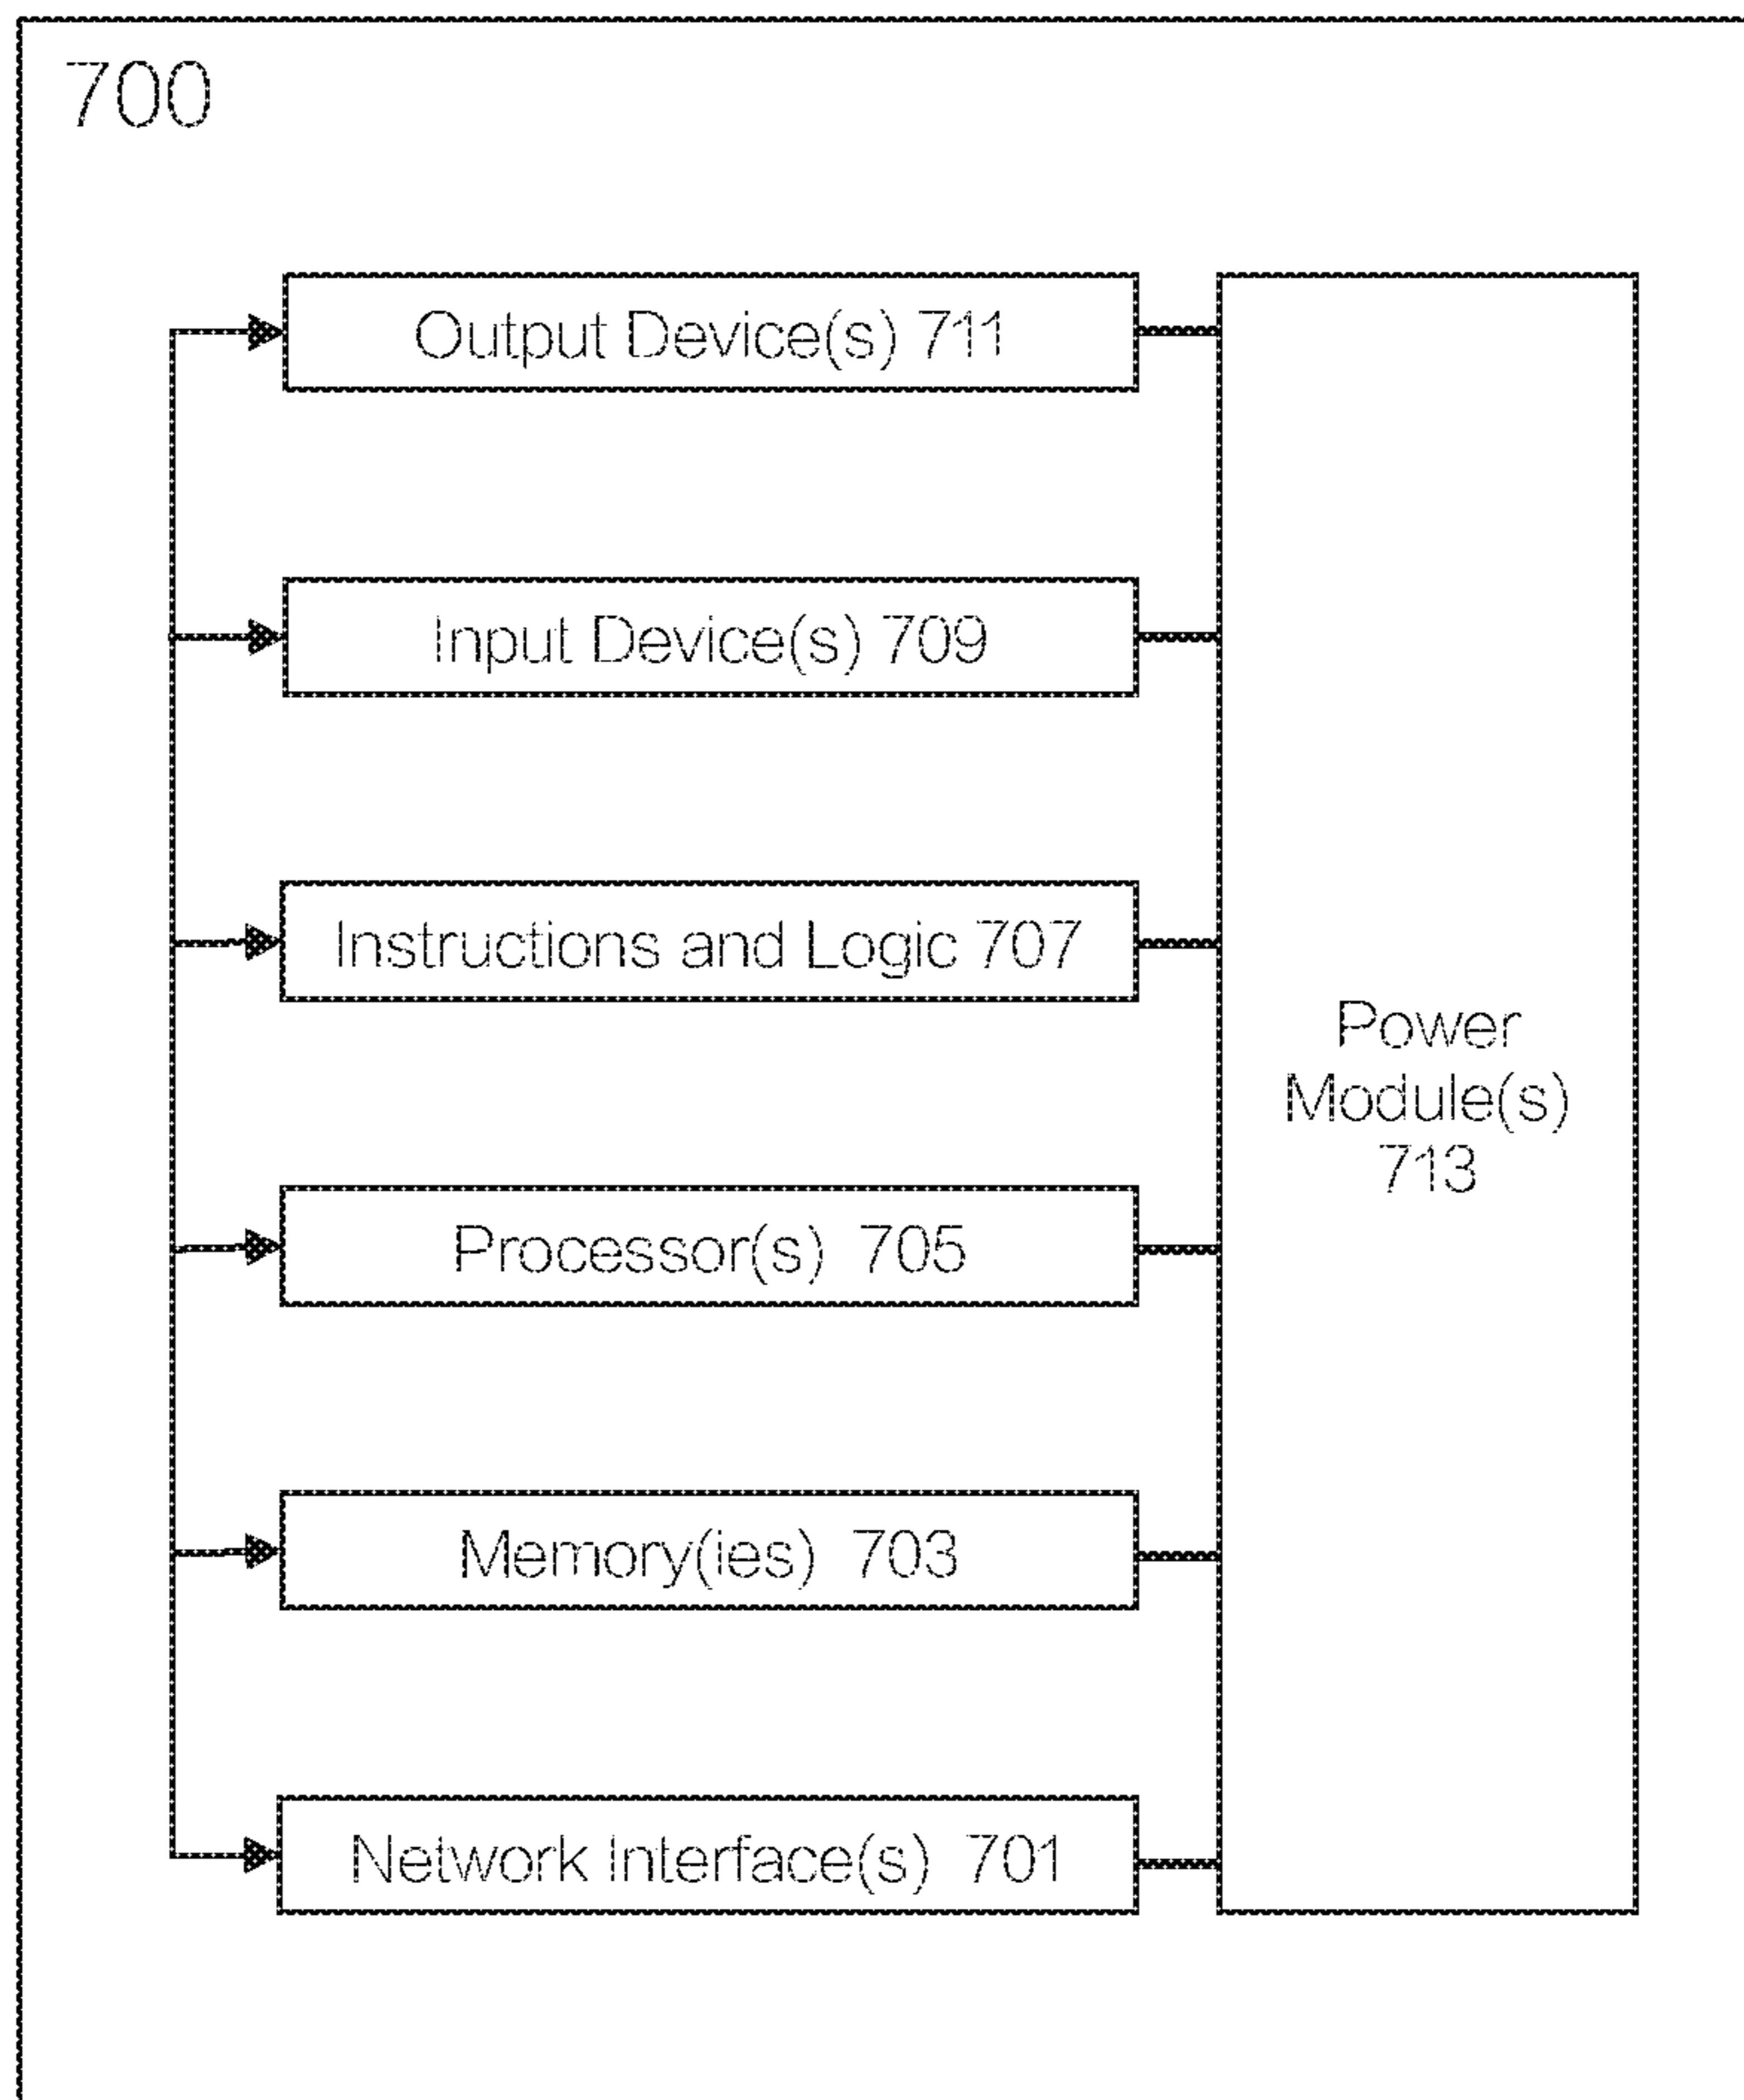 700
Output Device(s) 711
Input Device(s) 709
Instructions and Logic 707
Power
Module(s)
713
Processor(s) 705
Memory(ies) 703
Network Interface(s) 701